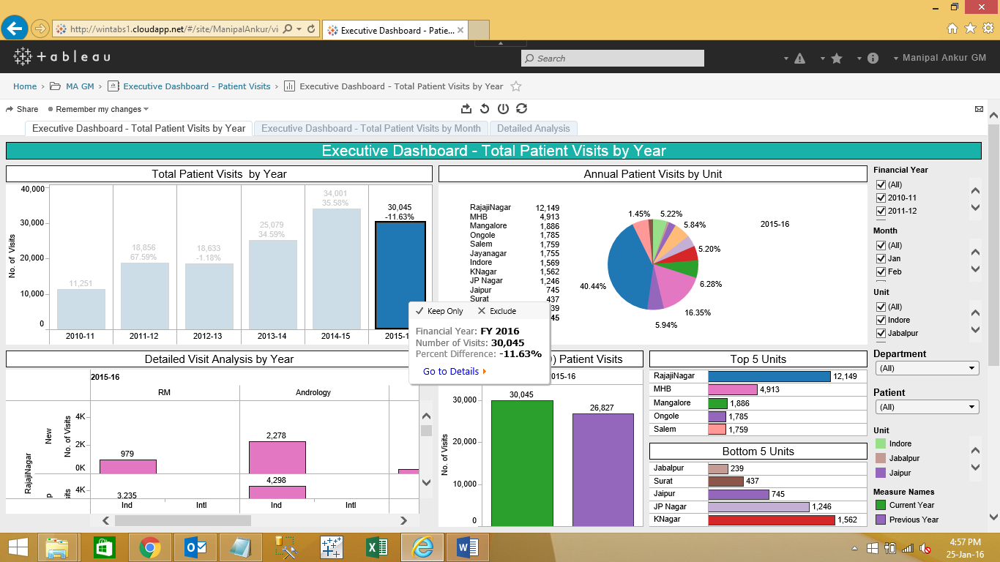 http://wintabs1.cloudapp.net/#/site/ManipalAnkur/vi
Executive Dashboard - Patie...
tableau
Search
Manipal Ankur GM
Home > MA GM > Executive Dashboard - Patient Visits > Executive Dashboard - Total Patient Visits by Year
Share Remember my changes
Executive Dashboard - Total Patient Visits by Year Executive Dashboard - Total Patient Visits by Month Detailed Analysis
Executive Dashboard - Total Patient Visits by Year
Total Patient Visits by Year
No. of Visits
40,000
30,000
20,000
10,000
0
11,251
18,856
67.59%
18,633
-1.18%
25,079
34.59%
34,001
35.58%
30,045
-11.63%
2010-11 2011-12 2012-13 2013-14 2014-15 2015-1
Annual Patient Visits by Unit
RajajiNagar 12,149
MHB 4,913
Mangalore 1,886
Ongole 1,785
Salem 1,759
Jayanagar 1,755
Indore 1,569
KNagar 1,562
JP Nagar 1,246
Jaipur 745
Surat 437
39
45
1.45%
5.22%
5.84%
5.20%
6.28%
16.35%
5.94%
40.44%
2015-16
Keep Only Exclude
Financial Year: FY 2016
Number of Visits: 30,045
Percent Difference: -11.63%
Go to Details
Detailed Visit Analysis by Year
2015-16
RM Andrology
RajajiNagar
New
No. of Visits
4K
2K
0K
979
2,278
p
sits
4K
3,235
4,298
Ind Intl Ind Intl
) Patient Visits
15-16
No. of Visits
30,000
20,000
10,000
0
30,045
26,827
Top 5 Units
RajajiNagar 12,149
MHB 4,913
Mangalore 1,886
Ongole 1,785
Salem 1,759
Bottom 5 Units
Jabalpur 239
Surat 437
Jaipur 745
JP Nagar 1,246
KNagar 1,562
Financial Year
(All)
2010-11
2011-12
Month
(All)
Jan
Feb
Unit
(All)
Indore
Jabalpur
Department
(All)
Patient
(All)
Unit
Indore
Jabalpur
Jaipur
Measure Names
Current Year
Previous Year
4:57 PM
25-Jan-16